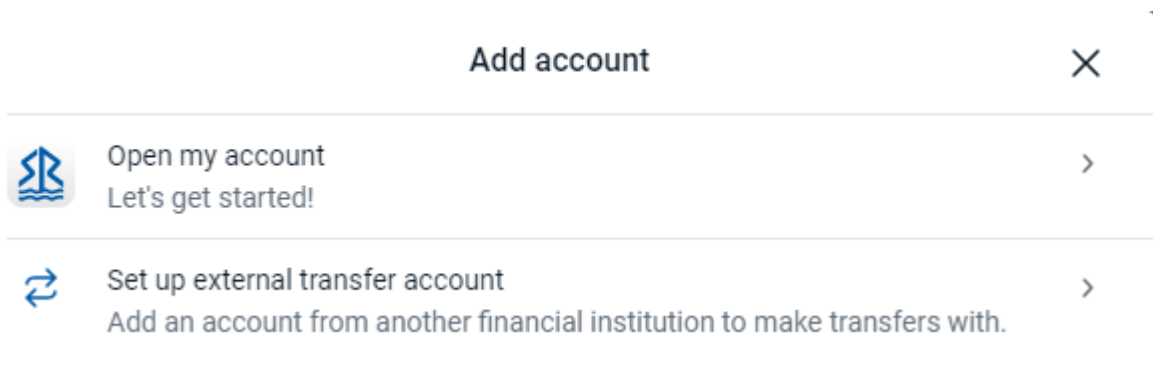 Add account
Open my account
Let's get started!
Set up external transfer account
Add an account from another financial institution to make transfers with.